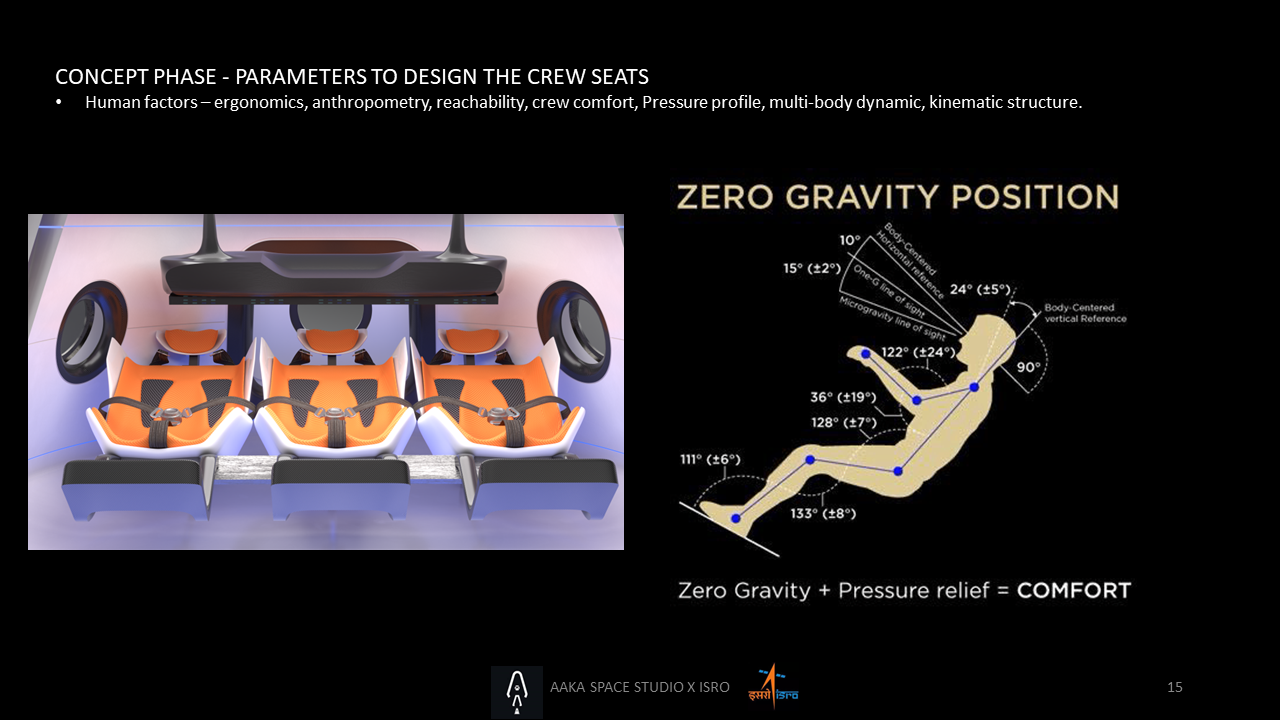 CONCEPT PHASE - PARAMETERS TO DESIGN THE CREW SEATS
• Human factors – ergonomics, anthropometry, reachability, crew comfort, Pressure profile, multi-body dynamic, kinematic structure.
ZERO GRAVITY POSITION
10°
Body-Centered
Horizontal reference
15° (±2°)
One-G line of sight
Microgravity line of sight
24° (±5°)
Body-Centered
vertical Reference
122° (±24°)
90°
36° (±19°)
128° (±7°)
111° (±6°)
133° (±8°)
Zero Gravity + Pressure relief = COMFORT
AAKA SPACE STUDIO X ISRO
इसरो isro
15